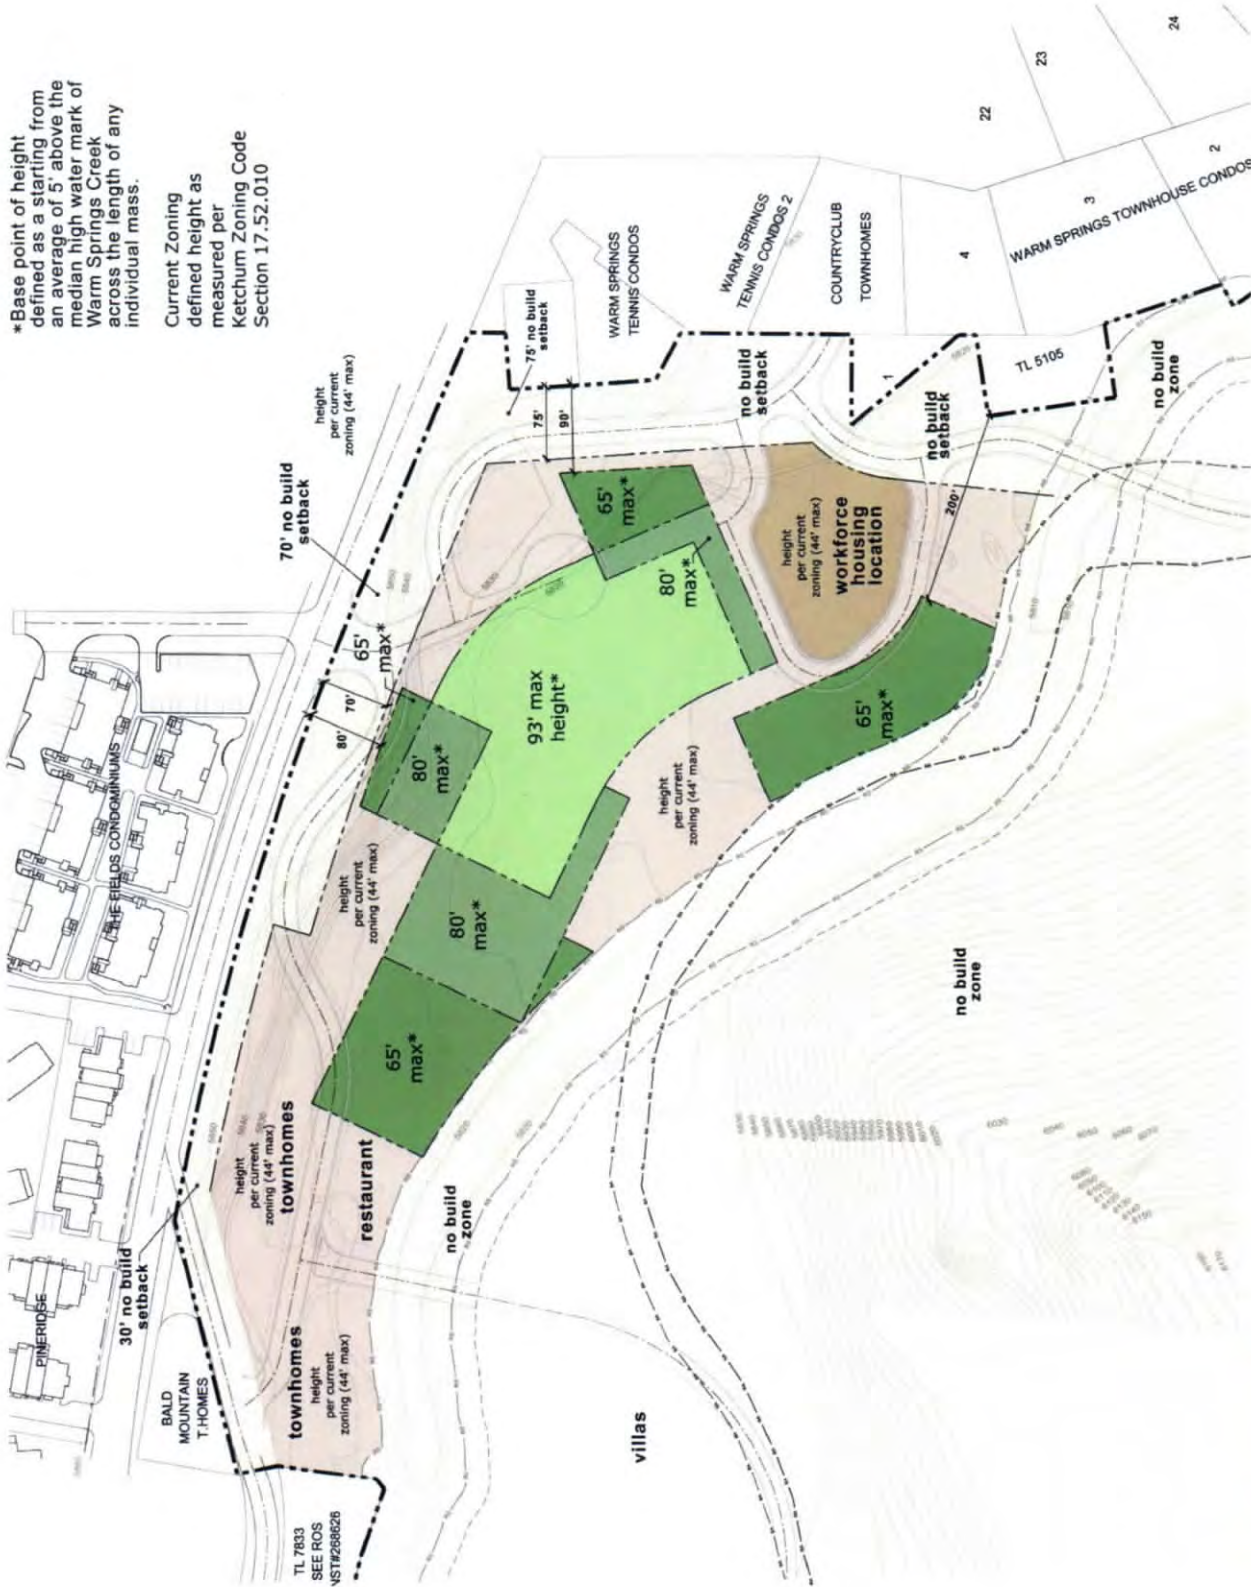 *Base point of height
defined as a starting from
an average of 5' above the
median high water mark of
Warm Springs Creek
across the length of any
individual mass.
Current Zoning
defined height as
measured per
Ketchum Zoning Code
Section 17.52.010
24
23
22
2
3
WARM SPRINGS TOWNHOUSE CONDOS
4
COUNTRYCLUB
TOWNHOMES
WARM SPRINGS
TENNIS CONDOS 2
WARM SPRINGS
TENNIS CONDOS
75' no build
setback
75'
90'
height
per current
zoning (44' max)
70' no build
setback
no build
setback
1
TL 5105
no build
setback
no build
zone
200'
65'
max*
80'
max*
height
per current
zoning (44' max)
workforce
housing
location
65'
max*
70'
80'
80'
max*
93' max
height*
65'
max*
height
per current
zoning (44' max)
height
per current
zoning (44' max)
80'
max*
65'
max*
THE FIELDS CONDOMINIUMS
no build
zone
height
per current
zoning (44' max)
townhomes
restaurant
no build
zone
30' no build
setback
PINERIDGE
BALD
MOUNTAIN
T.HOMES
townhomes
height
per current
zoning (44' max)
villas
TL 7833
SEE ROS
NST#268626